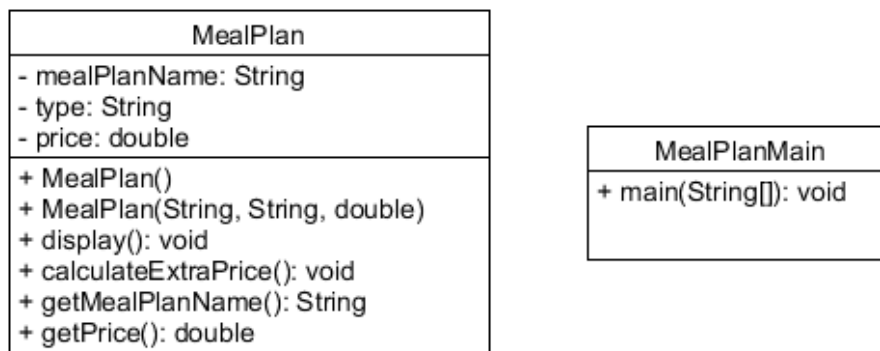 MealPlan
- mealPlanName: String
- type: String
- price: double
+ MealPlan()
+ MealPlan(String, String, double)
+ display(): void
+ calculateExtraPrice(): void
+ getMealPlanName(): String
+ getPrice(): double
MealPlanMain
+ main(String[]): void